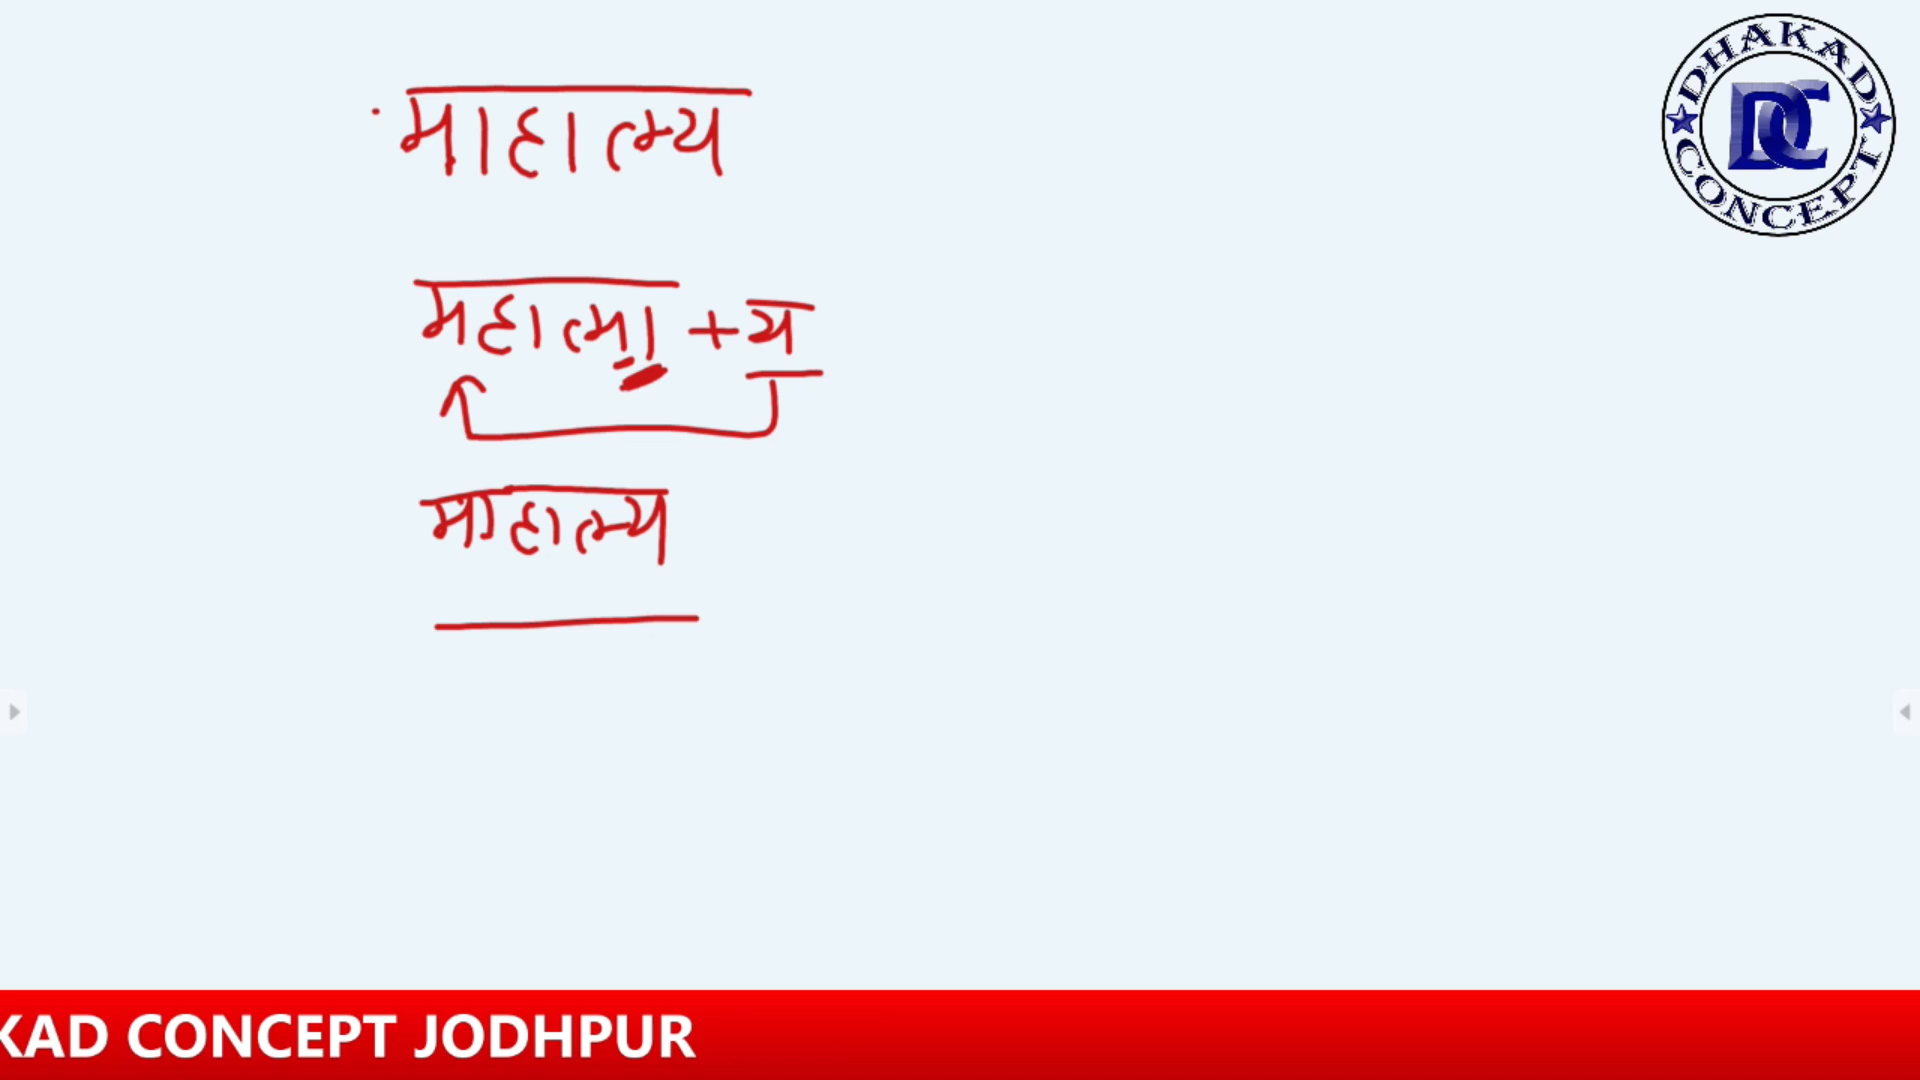 माहात्म्य
DHAKAD CONCEPT
DC
महात्मा + य
माहात्म्य
KAD CONCEPT JODHPUR